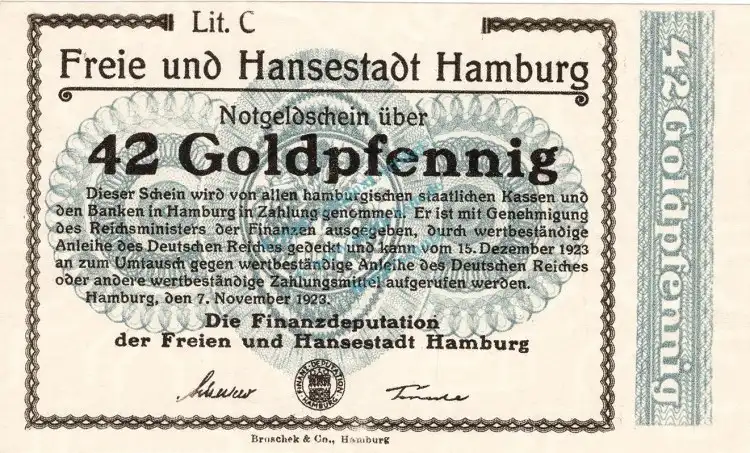 Lit. C
Freie und Hansestadt Hamburg
Notgeldschein über
42 Goldpfennig
Dieser Schein wird von allen hamburgischen staatlichen Kassen und
den Banken in Hamburg in Zahlung genommen. Er ist mit Genehmigung
des Reichsministers der Finanzen ausgegeben, durch wertbeständige
Anleihe des Deutschen Reiches gedeckt und kann vom 15. Dezember 1923
an zum Umtausch gegen wertbeständige Anleihe des Deutschen Reiches
oder andere wertbeständige Zahlungsmittel aufgerufen werden.
Hamburg, den 7. November 1923.
Die Finanzdeputation
der Freien und Hansestadt Hamburg
FINANZ-DEPUTATION
HAMBURG
Broschek & Co., Hamburg
42 Goldpfennig